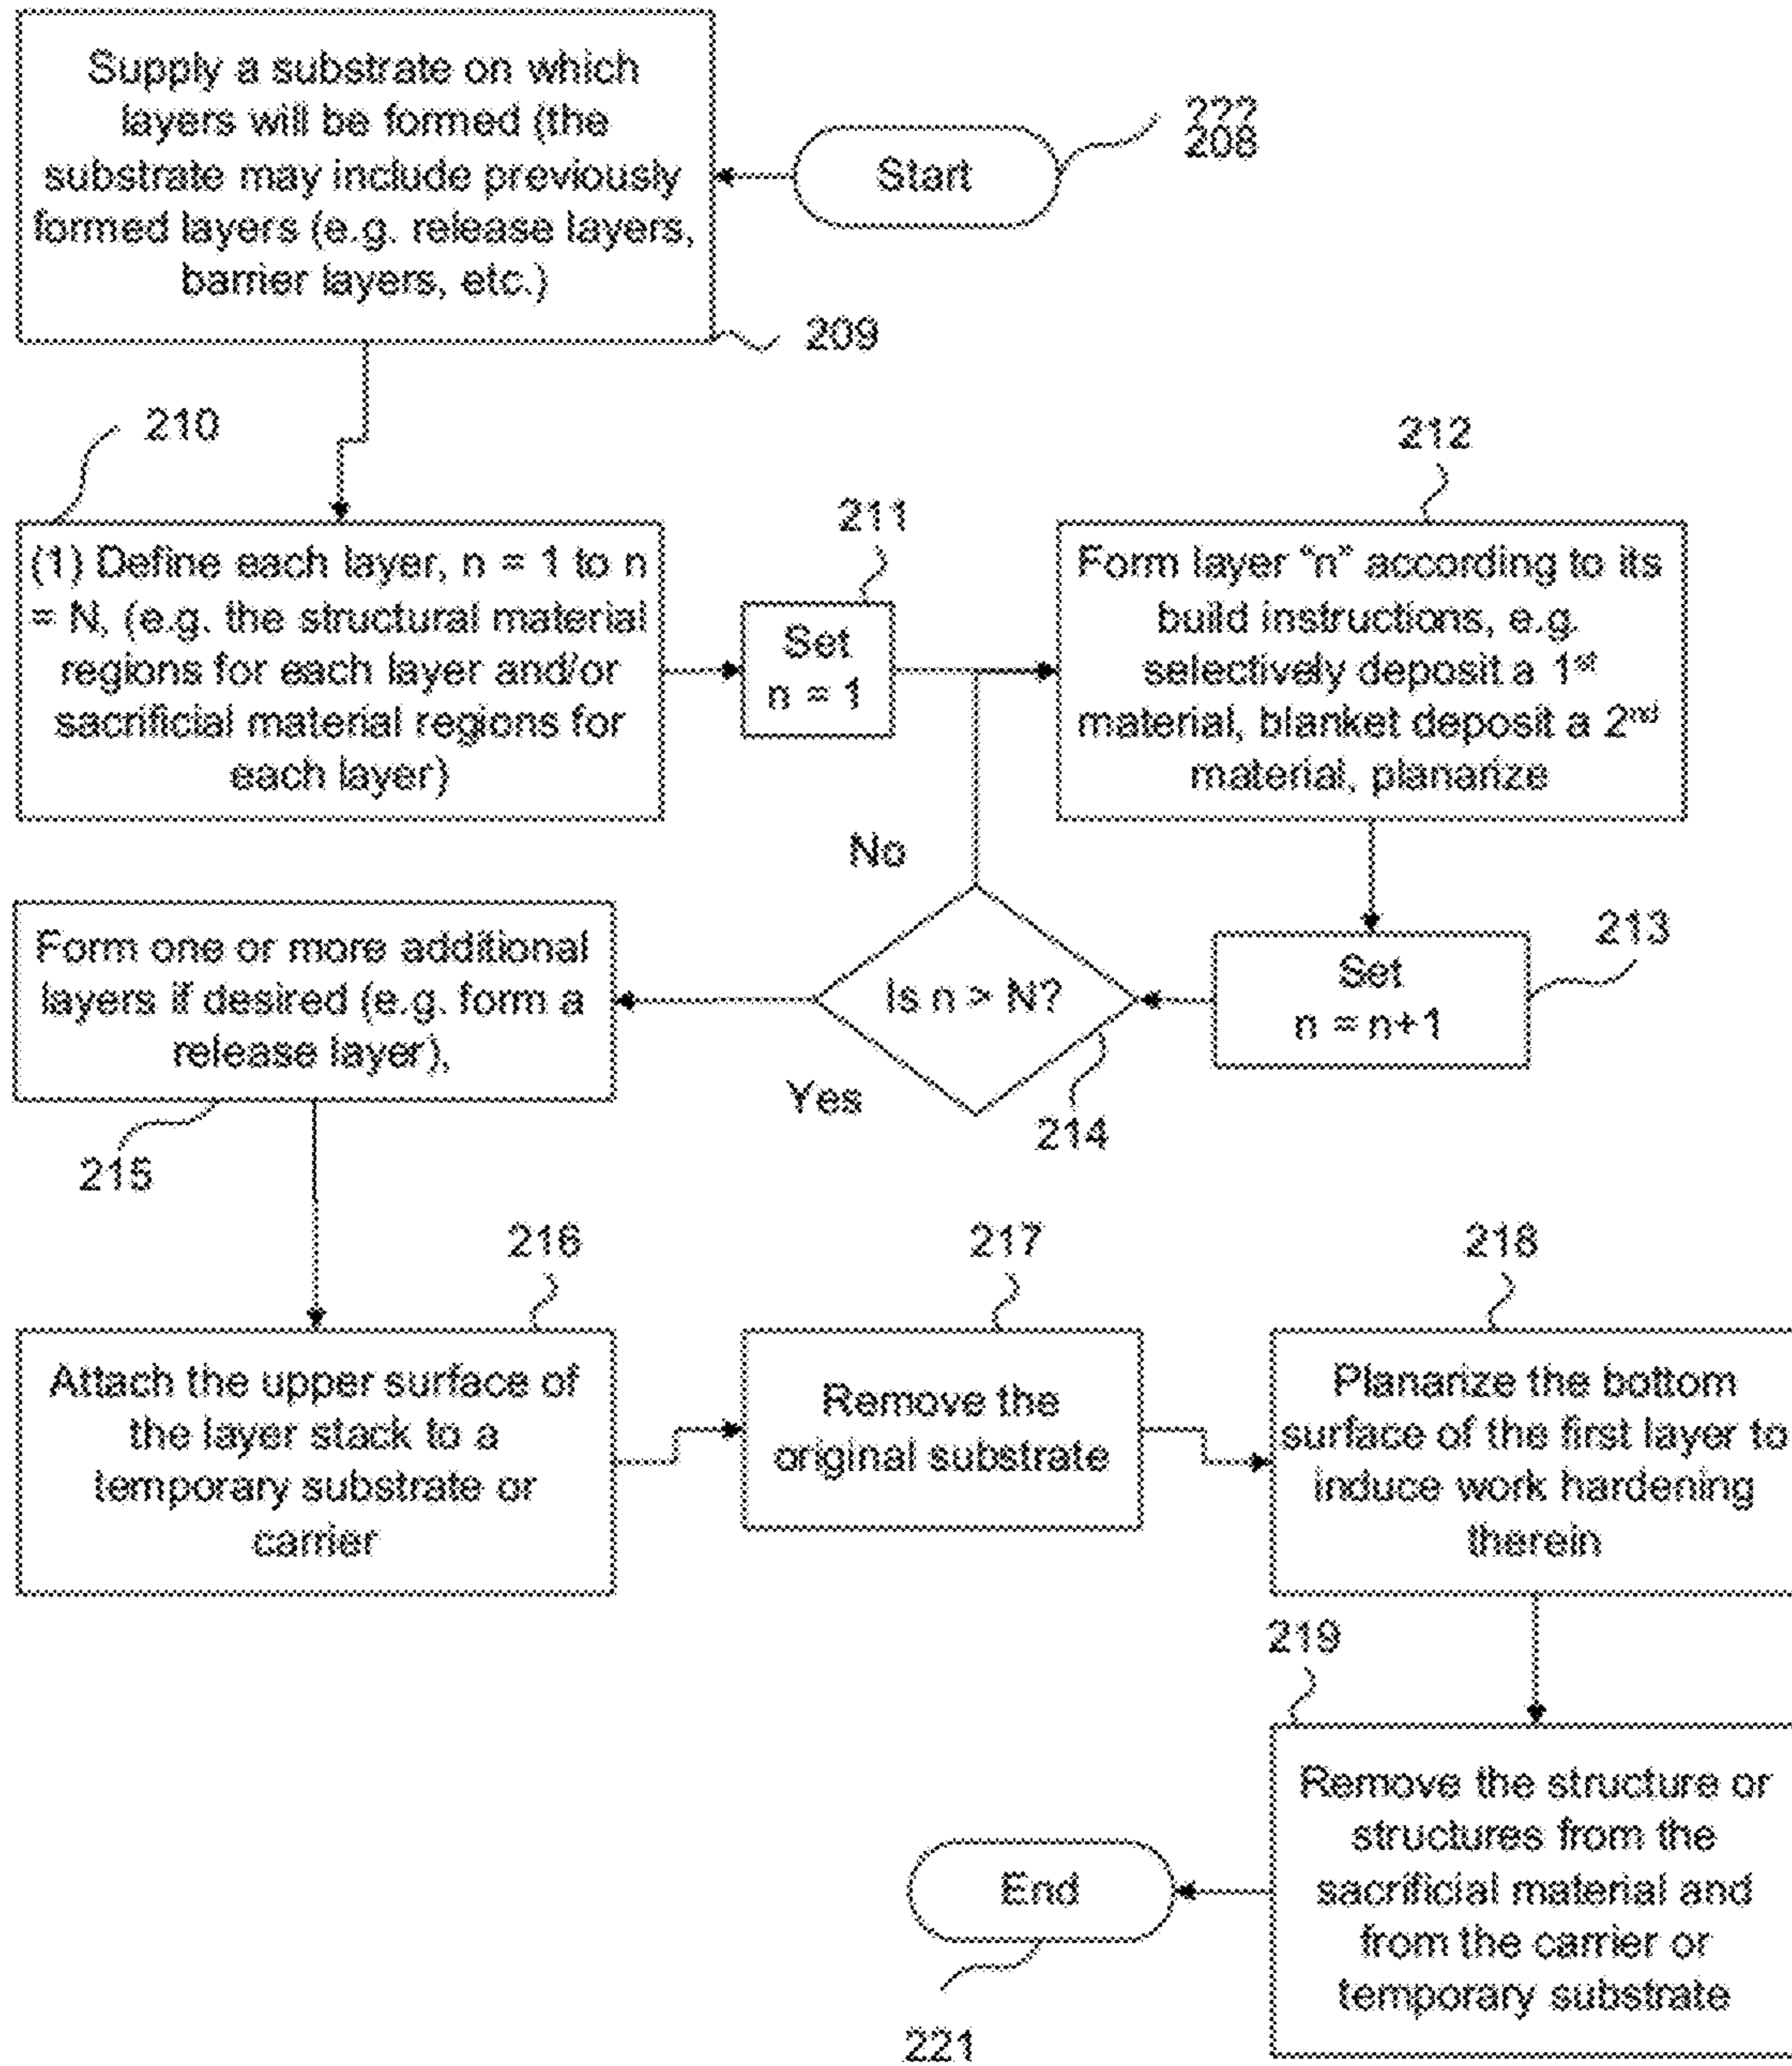 Supply a substrate on which
layers will be formed (the
substrate may include previously
formed layers (e.g. release layers,
barrier layers, etc.)
Start
222
208
209
210
(1) Define each layer, n = 1 to n
= N, (e.g. the structural material
regions for each layer and/or
sacrificial material regions for
each layer)
211
Set
n = 1
212
Form layer “n” according to its
build instructions, e.g.
selectively deposit a 1st
material, blanket deposit a 2nd
material, planarize
No
Form one or more additional
layers if desired (e.g. form a
release layer),
215
Is n > N?
Yes
214
Set
n = n+1
213
216
Attach the upper surface of
the layer stack to a
temporary substrate or
carrier
217
Remove the
original substrate
218
Planarize the bottom
surface of the first layer to
induce work hardening
therein
219
Remove the structure or
structures from the
sacrificial material and
from the carrier or
temporary substrate
End
221